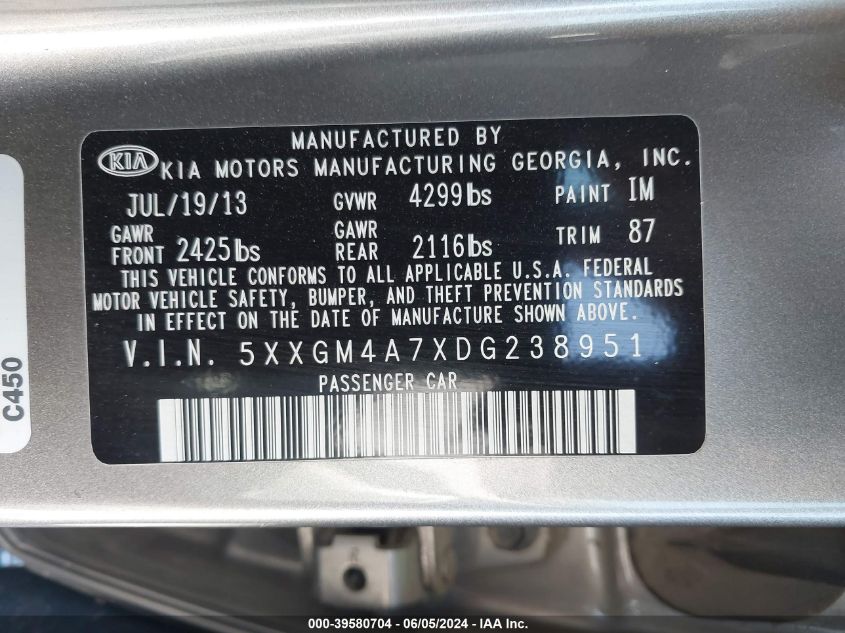 MANUFACTURED BY
KIA KIA MOTORS MANUFACTURING GEORGIA, INC.
JUL/19/13 GVWR 4299lbs PAINT IM
GAWR FRONT 2425lbs GAWR REAR 2116lbs TRIM 87
THIS VEHICLE CONFORMS TO ALL APPLICABLE U.S.A. FEDERAL
MOTOR VEHICLE SAFETY, BUMPER, AND THEFT PREVENTION STANDARDS
IN EFFECT ON THE DATE OF MANUFACTURE SHOWN ABOVE.
V.I.N. 5XXGM4A7XDG238951
PASSENGER CAR
C450
000-39580704 - 06/05/2024 - IAA Inc.